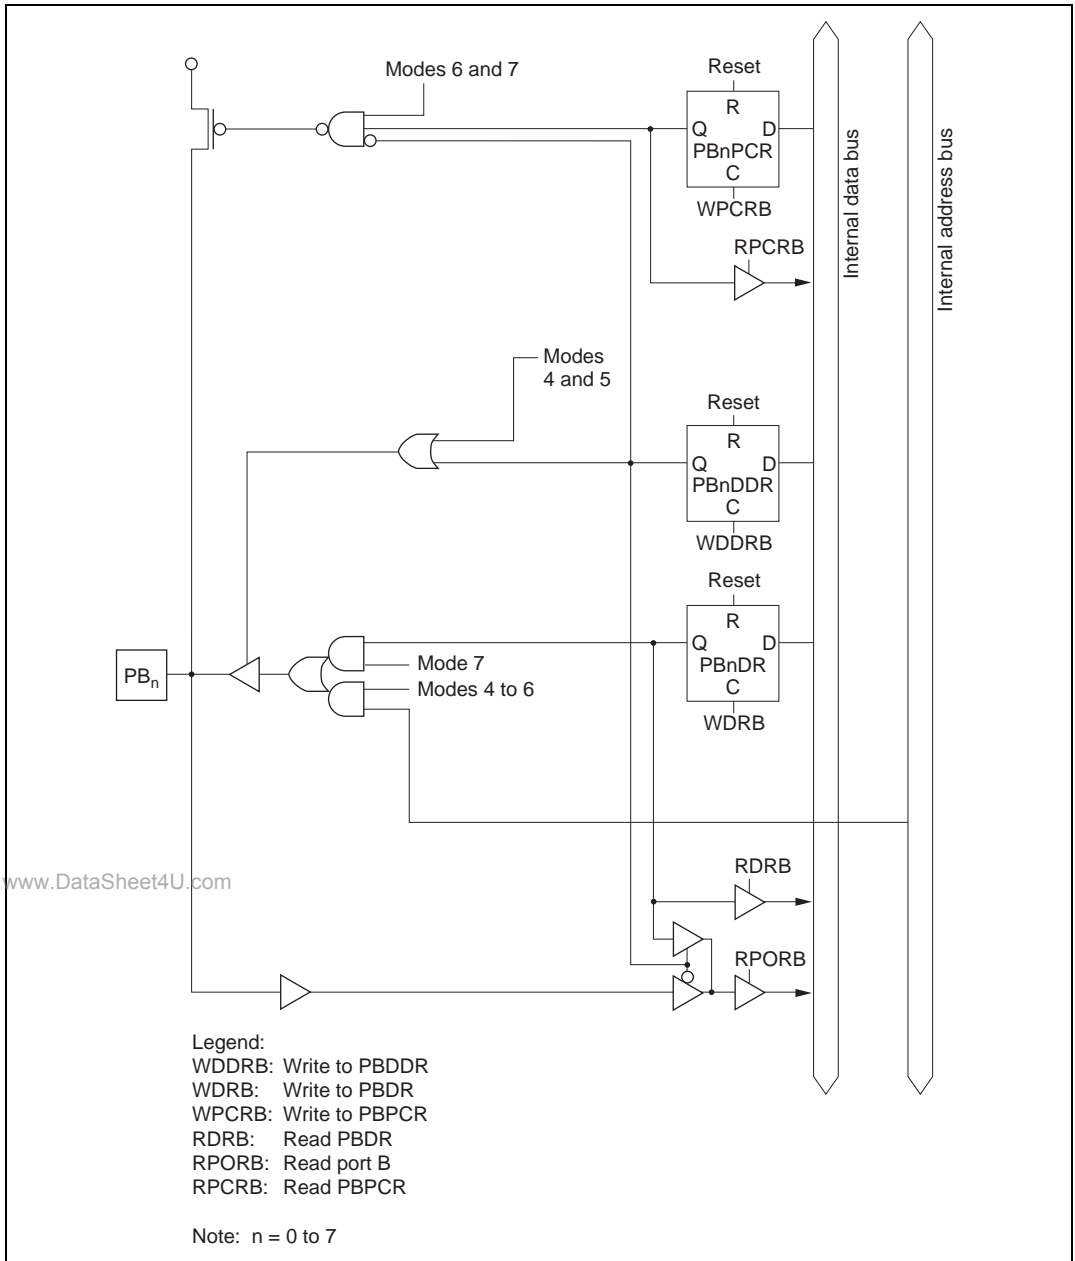 Modes 6 and 7
Reset
R
Q D
PBnPCR
C
WPCRB
RPCRB
Internal data bus
Internal address bus
Modes
4 and 5
Reset
R
Q D
PBnDDR
C
WDDRB
Reset
R
Q D
PBnDR
C
WDRB
PBn
Mode 7
Modes 4 to 6
www.DataSheet4U.com
RDRB
RPORB
Legend:
WDDRB: Write to PBDDR
WDRB: Write to PBDR
WPCRB: Write to PBPCR
RDRB: Read PBDR
RPORB: Read port B
RPCRB: Read PBPCR
Note: n = 0 to 7